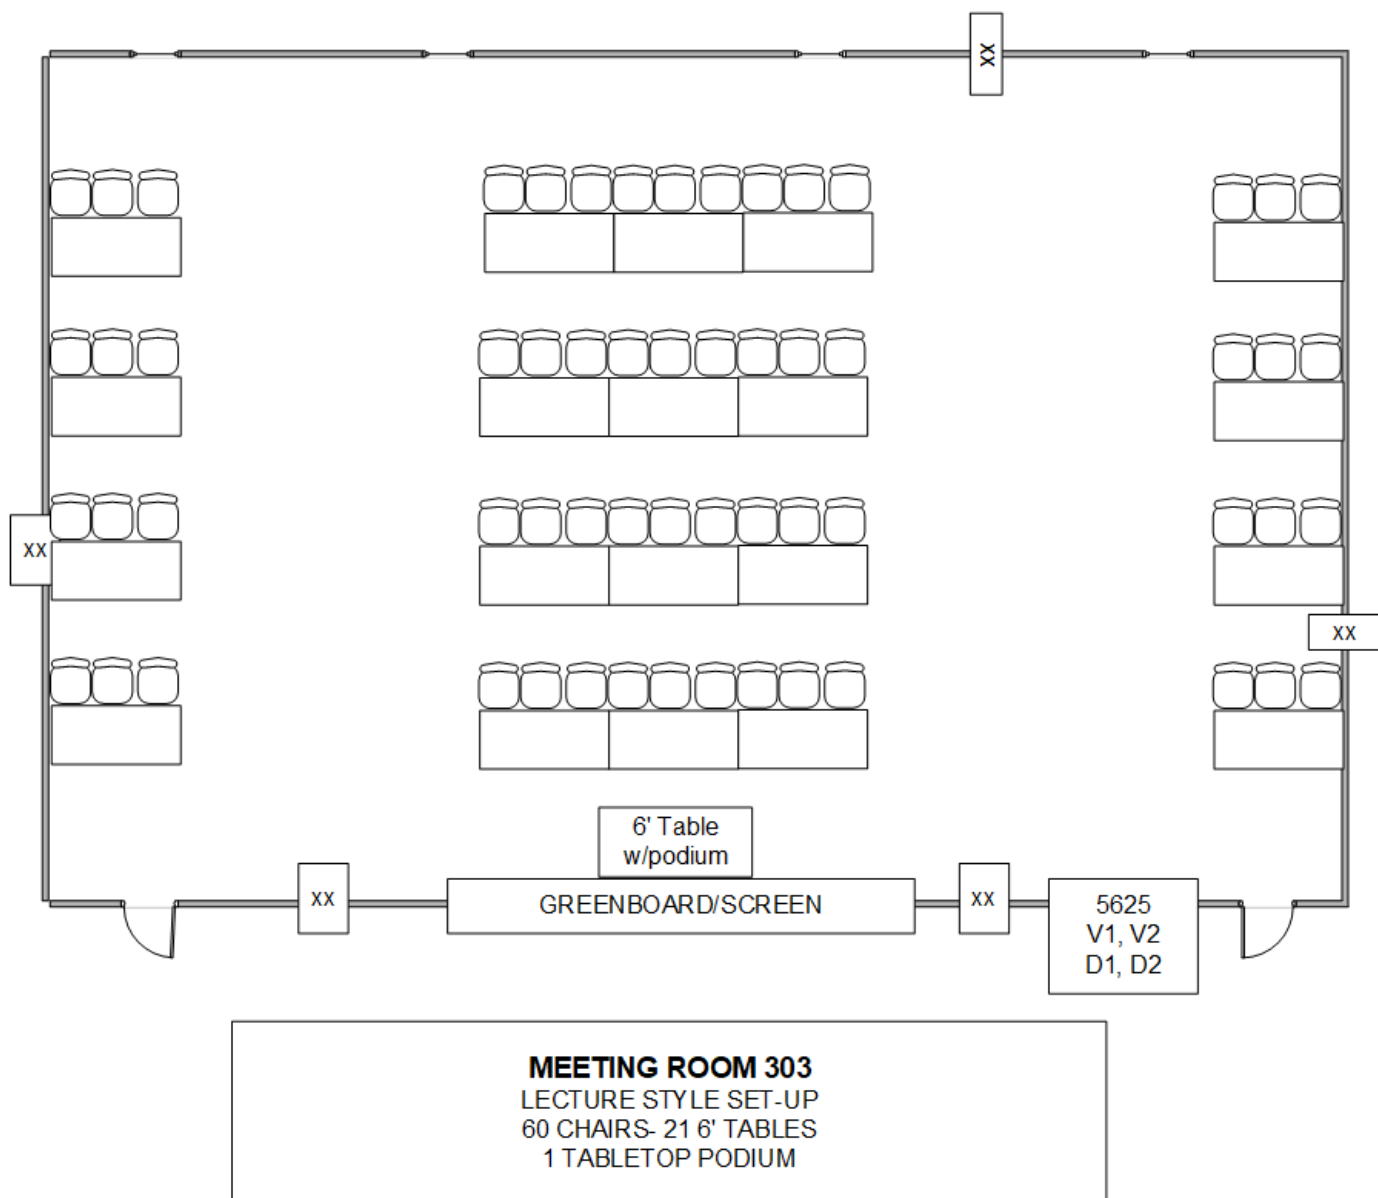 XX
XX
XX
6' Table
w/podium
XX
GREENBOARD/SCREEN
XX
5625
V1, V2
D1, D2
MEETING ROOM 303
LECTURE STYLE SET-UP
60 CHAIRS- 21 6' TABLES
1 TABLETOP PODIUM